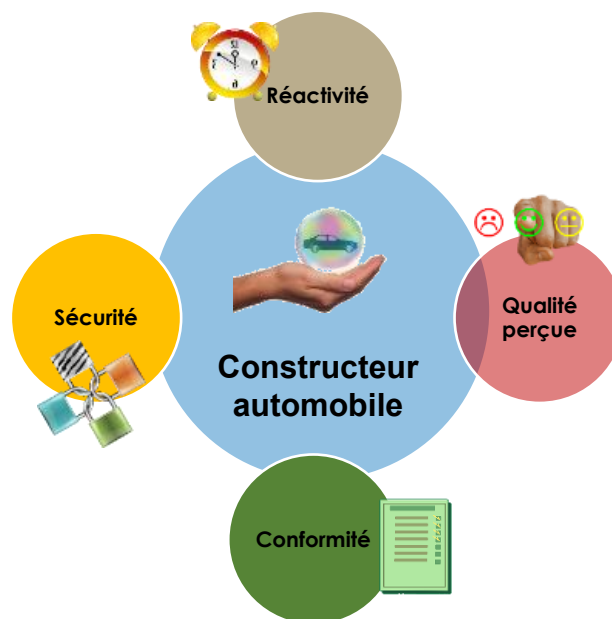 Réactivité
Sécurité
Qualité
perçue
Constructeur
automobile
Conformité